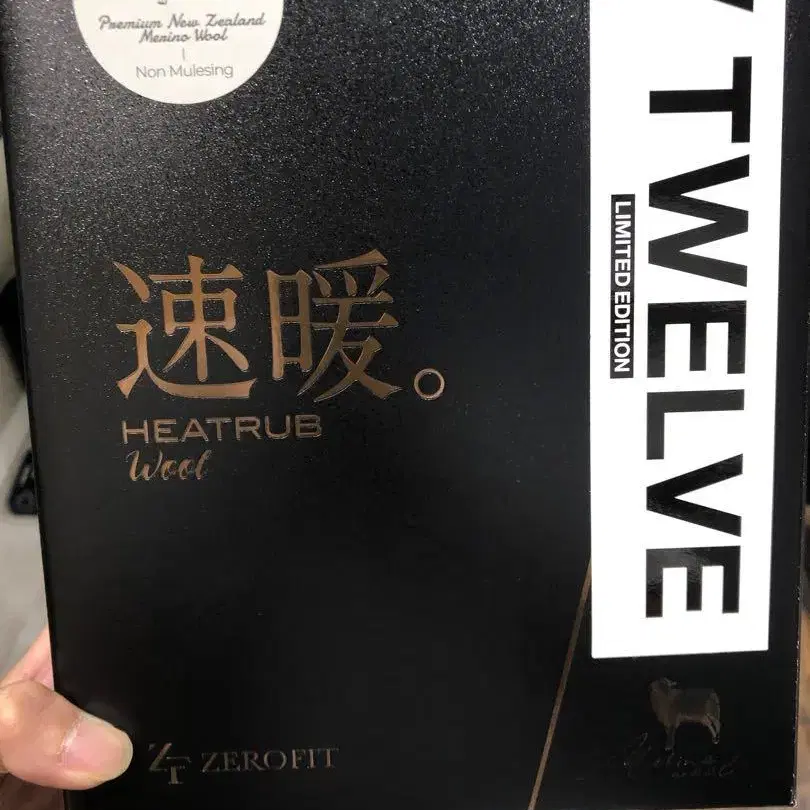 Premium New Zealand
Merino Wool
Non Mulesing
TWELVE
LIMITED EDITION
速暖。
HEATRUB
Wool
ZT ZEROFIT